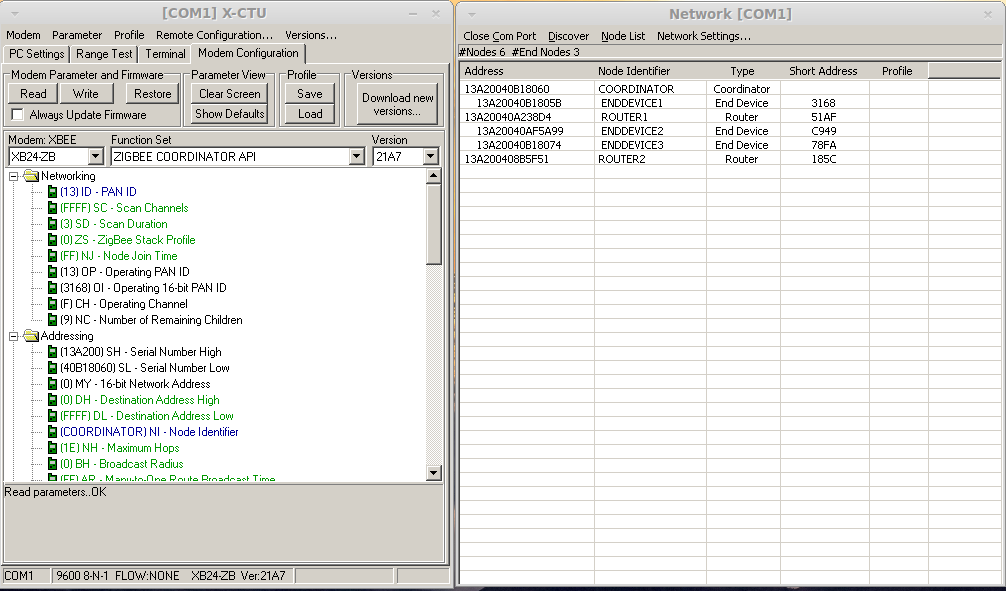 [COM1] X-CTU
Modem Parameter Profile Remote Configuration... Versions...
PC Settings Range Test Terminal Modem Configuration
Modem Parameter and Firmware Parameter View Profile Versions
Read Write Restore Clear Screen Save Download new versions...
Always Update Firmware Show Defaults Load
Modem: XBEE Function Set Version
XB24-ZB ZIGBEE COORDINATOR API 21A7
Networking
(13) ID - PAN ID
(FFFF) SC - Scan Channels
(3) SD - Scan Duration
(0) ZS - ZigBee Stack Profile
(FF) NJ - Node Join Time
(13) OP - Operating PAN ID
(3168) OI - Operating 16-bit PAN ID
(F) CH - Operating Channel
(9) NC - Number of Remaining Children
Addressing
(13A200) SH - Serial Number High
(40B18060) SL - Serial Number Low
(0) MY - 16-bit Network Address
(0) DH - Destination Address High
(FFFF) DL - Destination Address Low
(COORDINATOR) NI - Node Identifier
(1E) NH - Maximum Hops
(0) BH - Broadcast Radius
(FF) AR - Many-to-One Route Broadcast Time
Read parameters..OK
COM1 9600 8-N-1 FLOW:NONE XB24-ZB Ver:21A7
Network [COM1]
Close Com Port Discover Node List Network Settings...
#Nodes 6 #End Nodes 3
Address Node Identifier Type Short Address Profile
13A20040B18060 COORDINATOR Coordinator
13A20040B1805B ENDDEVICE1 End Device 3168
13A20040A238D4 ROUTER1 Router 51AF
13A20040AF5A99 ENDDEVICE2 End Device C949
13A20040B18074 ENDDEVICE3 End Device 78FA
13A200408B5F51 ROUTER2 Router 185C